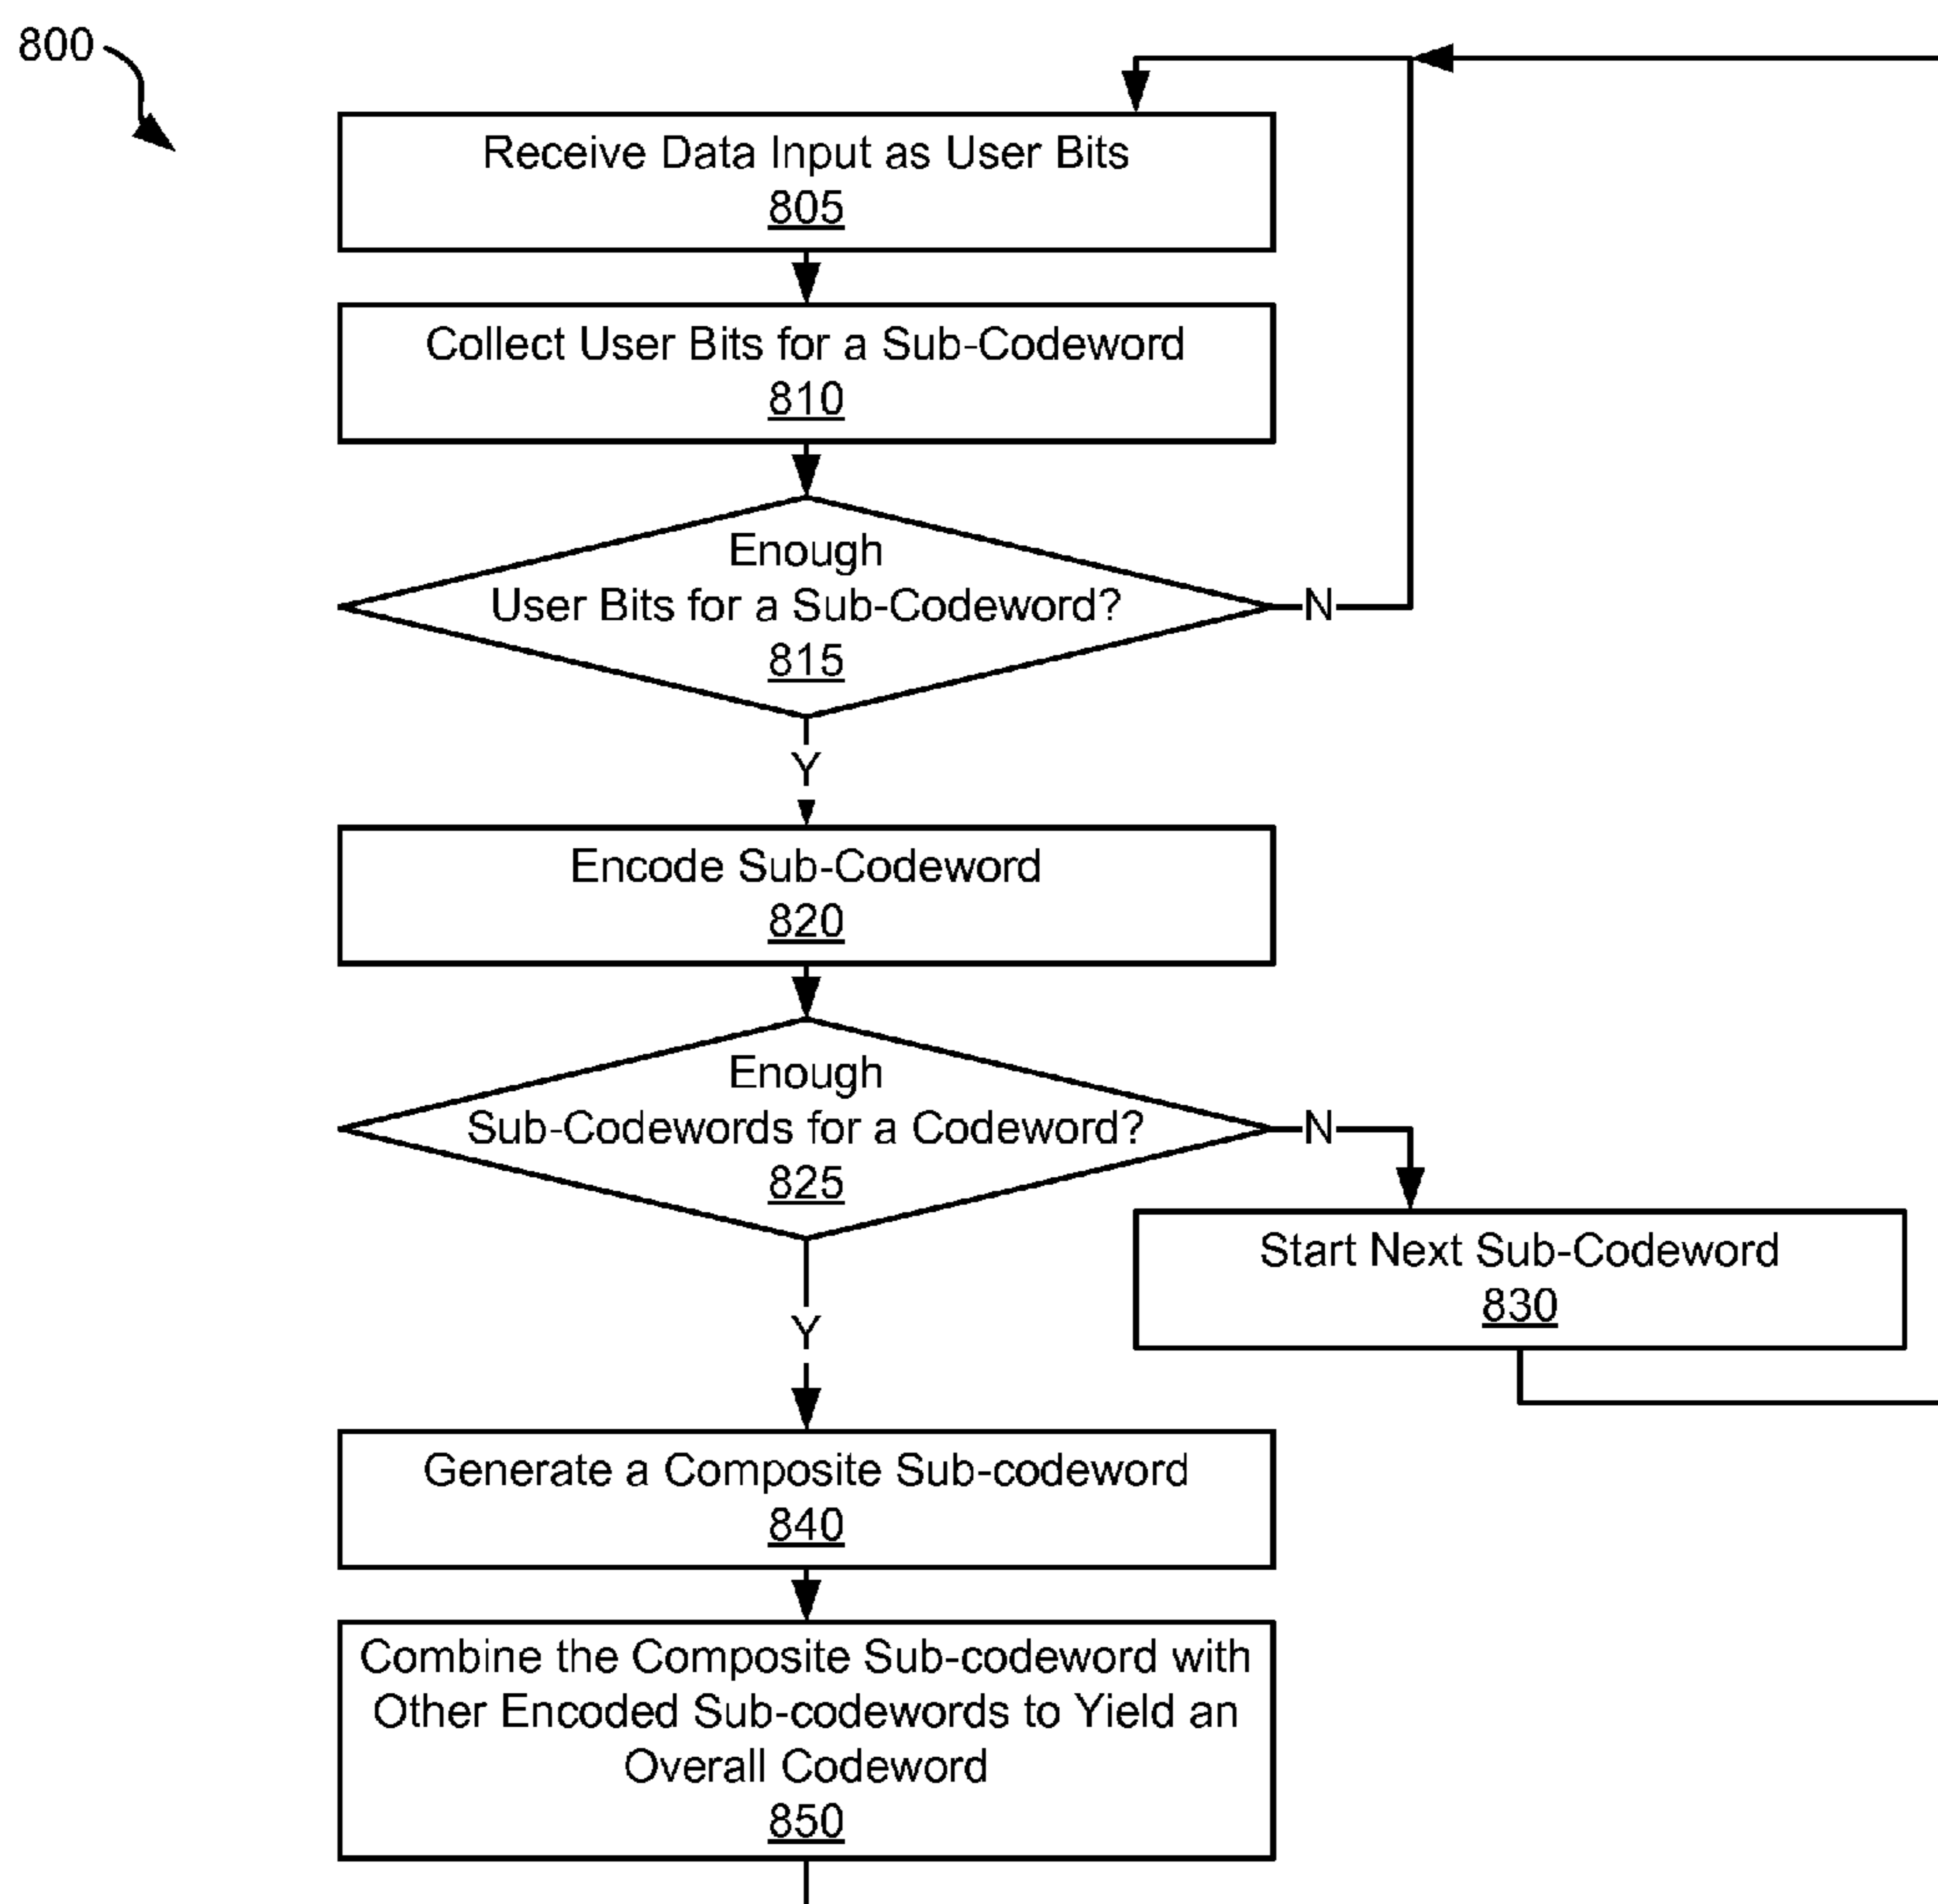 800
Receive Data Input as User Bits
805
Collect User Bits for a Sub-Codeword
810
Enough
User Bits for a Sub-Codeword?
815
N
Y
Encode Sub-Codeword
820
Enough
Sub-Codewords for a Codeword?
825
N
Start Next Sub-Codeword
830
Y
Generate a Composite Sub-codeword
840
Combine the Composite Sub-codeword with
Other Encoded Sub-codewords to Yield an
Overall Codeword
850